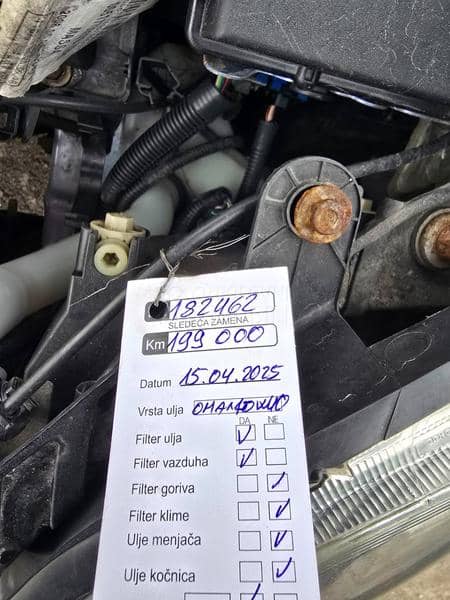 182462
SLEDEĆA ZAMENA
Km 199 000
Datum 15.04.2025
Vrsta ulja
DA NE
Filter ulja ✓
Filter vazduha ✓
Filter goriva ✓
Filter klime ✓
Ulje menjača ✓
Ulje kočnica ✓